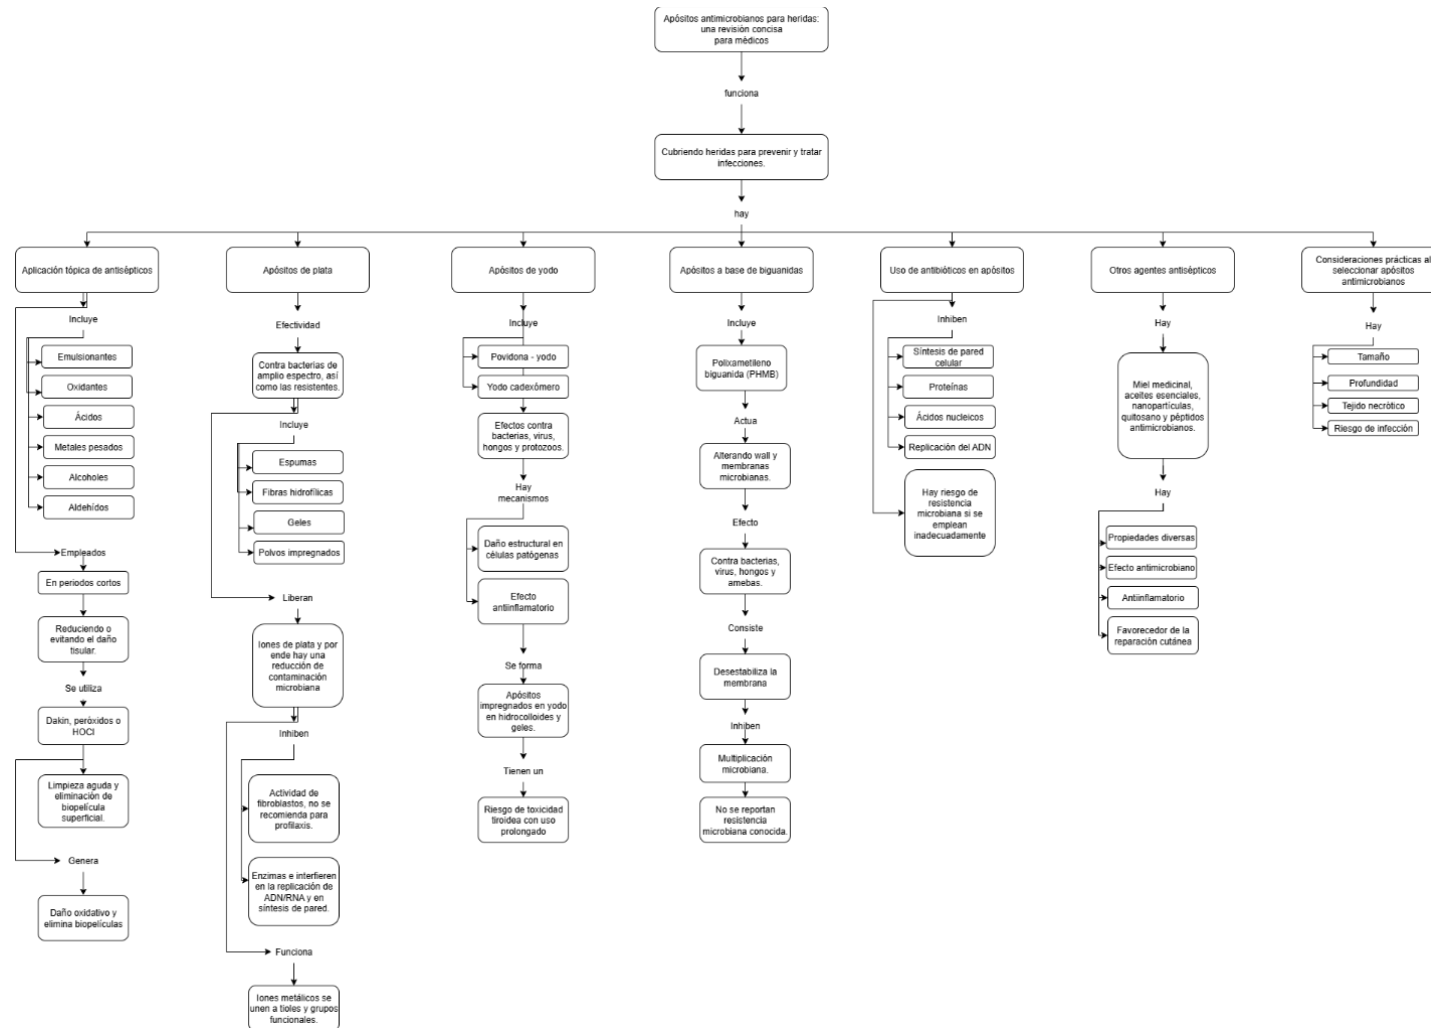 Apósitos antimicrobianos para heridas:
una revisión concisa
para médicos
funciona
Cubriendo heridas para prevenir y tratar
infecciones.
hay
Aplicación tópica de antisépticos
Incluye
Emulsionantes
Oxidantes
Ácidos
Metales pesados
Alcoholes
Aldehídos
Empleados
En periodos cortos
Reduciendo o
evitando el daño
tisular.
Se utiliza
Dakin, peróxidos o
HOCl
Limpieza aguda y
eliminación de
biopelícula
superficial.
Genera
Daño oxidativo y
elimina biopelículas
Apósitos de plata
Efectividad
Contra bacterias de
amplio espectro, así
como las resistentes.
Incluye
Espumas
Fibras hidrofílicas
Geles
Polvos impregnados
Liberan
Iones de plata y por
ende hay una
reducción de
contaminación
microbiana
Inhiben
Actividad de
fibroblastos, no se
recomienda para
profilaxis.
Enzimas e interfieren
en la replicación de
ADN/RNA y en
síntesis de pared.
Funciona
Iones metálicos se
unen a tioles y grupos
funcionales.
Apósitos de yodo
Incluye
Povidona - yodo
Yodo cadexómero
Efectos contra
bacterias, virus,
hongos y protozoos.
Hay
mecanismos
Daño estructural en
células patógenas
Efecto
antiinflamatorio
Se forma
Apósitos
impregnados en yodo
en hidrocolloides y
geles.
Tienen un
Riesgo de toxicidad
tiroidea con uso
prolongado
Apósitos a base de biguanidas
Incluye
Polixametileno
biguanida (PHMB)
Actua
Alterando wall y
membranas
microbianas.
Efecto
Contra bacterias,
virus, hongos y
amebas.
Consiste
Desestabiliza la
membrana
Inhiben
Multiplicación
microbiana.
No se reportan
resistencia
microbiana conocida.
Uso de antibióticos en apósitos
Inhiben
Síntesis de pared
celular
Proteínas
Ácidos nucleicos
Replicación del ADN
Hay riesgo de
resistencia
microbiana si se
emplean
inadecuadamente
Otros agentes antisépticos
Hay
Miel medicinal,
aceites esenciales,
nanopartículas,
quitosano y péptidos
antimicrobianos.
Hay
Propiedades diversas
Efecto antimicrobiano
Antiinflamatorio
Favorecedor de la
reparación cutánea
Consideraciones prácticas al
seleccionar apósitos
antimicrobianos
Hay
Tamaño
Profundidad
Tejido necrótico
Riesgo de infección